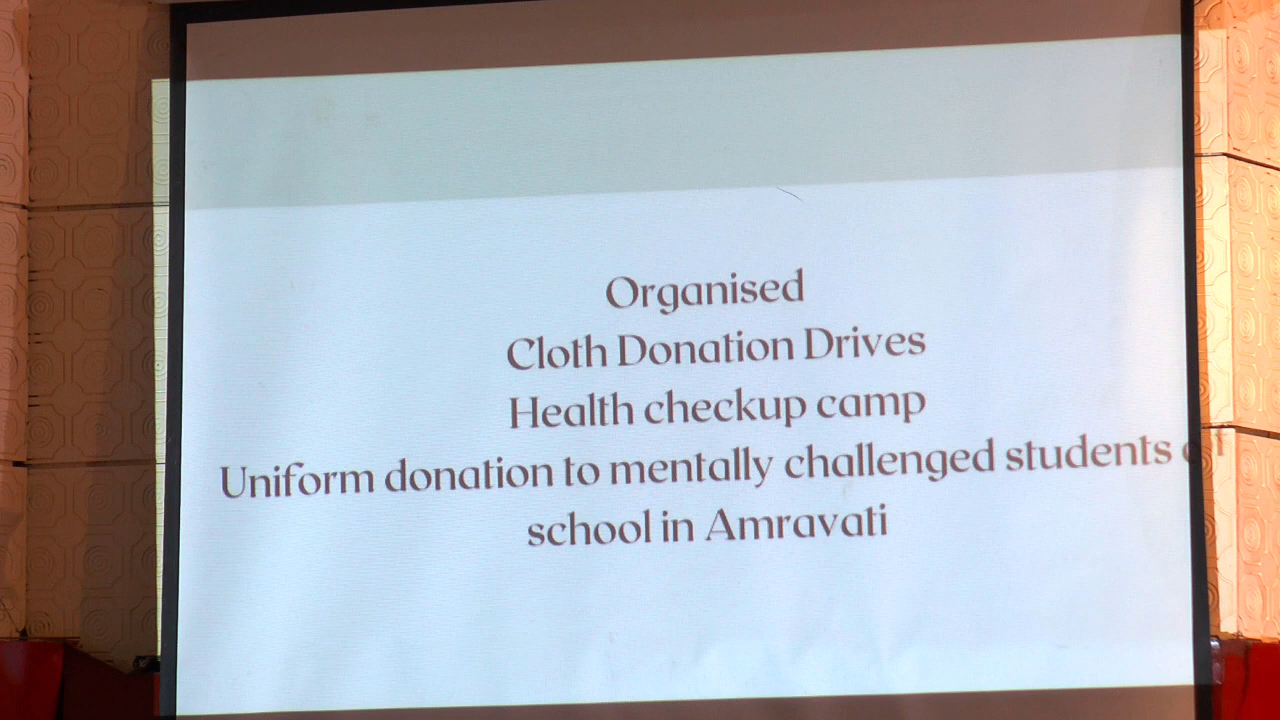 Organised
Cloth Donation Drives
Health checkup camp
Uniform donation to mentally challenged students
school in Amravati